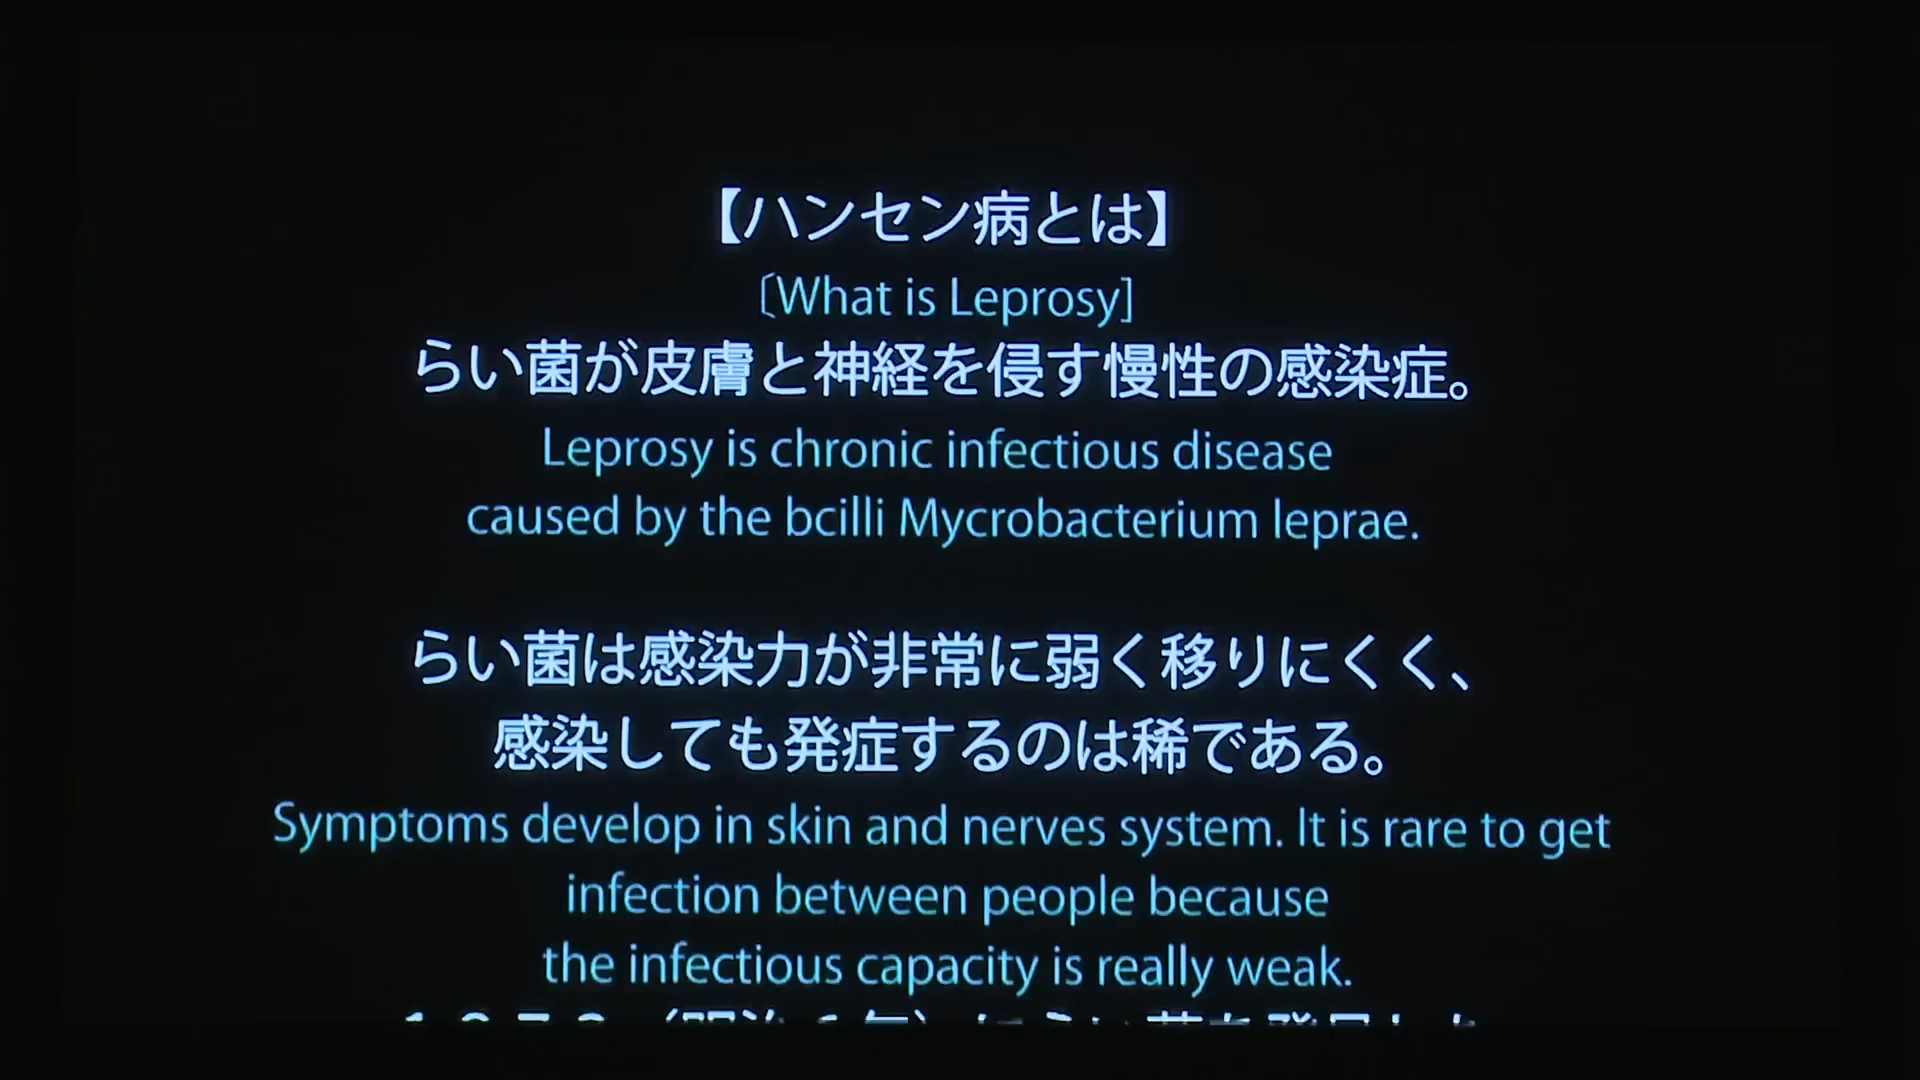 【ハンセン病とは】
〔What is Leprosy]
らい菌が皮膚と神経を侵す慢性の感染症。
Leprosy is chronic infectious disease
caused by the bcilli Mycrobacterium leprae.
らい菌は感染力が非常に弱く移りにくく、
感染しても発症するのは稀である。
Symptoms develop in skin and nerves system. It is rare to get
infection between people because
the infectious capacity is really weak.